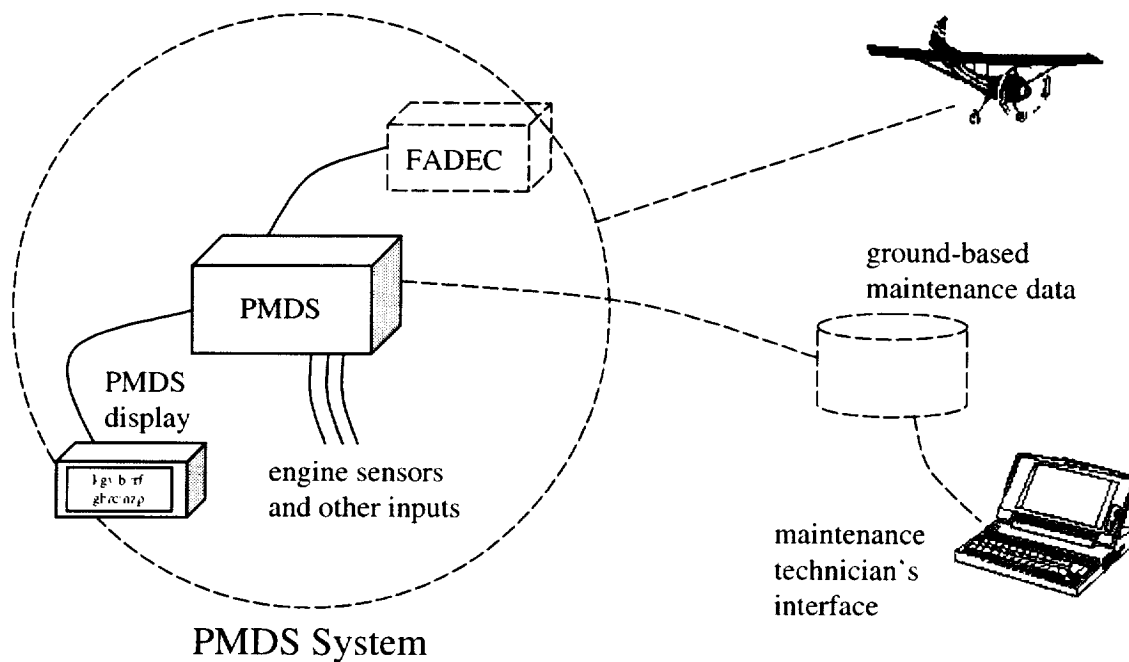 FADEC
PMDS
PMDS
display
engine sensors
and other inputs
ground-based
maintenance data
maintenance
technician's
interface
PMDS System